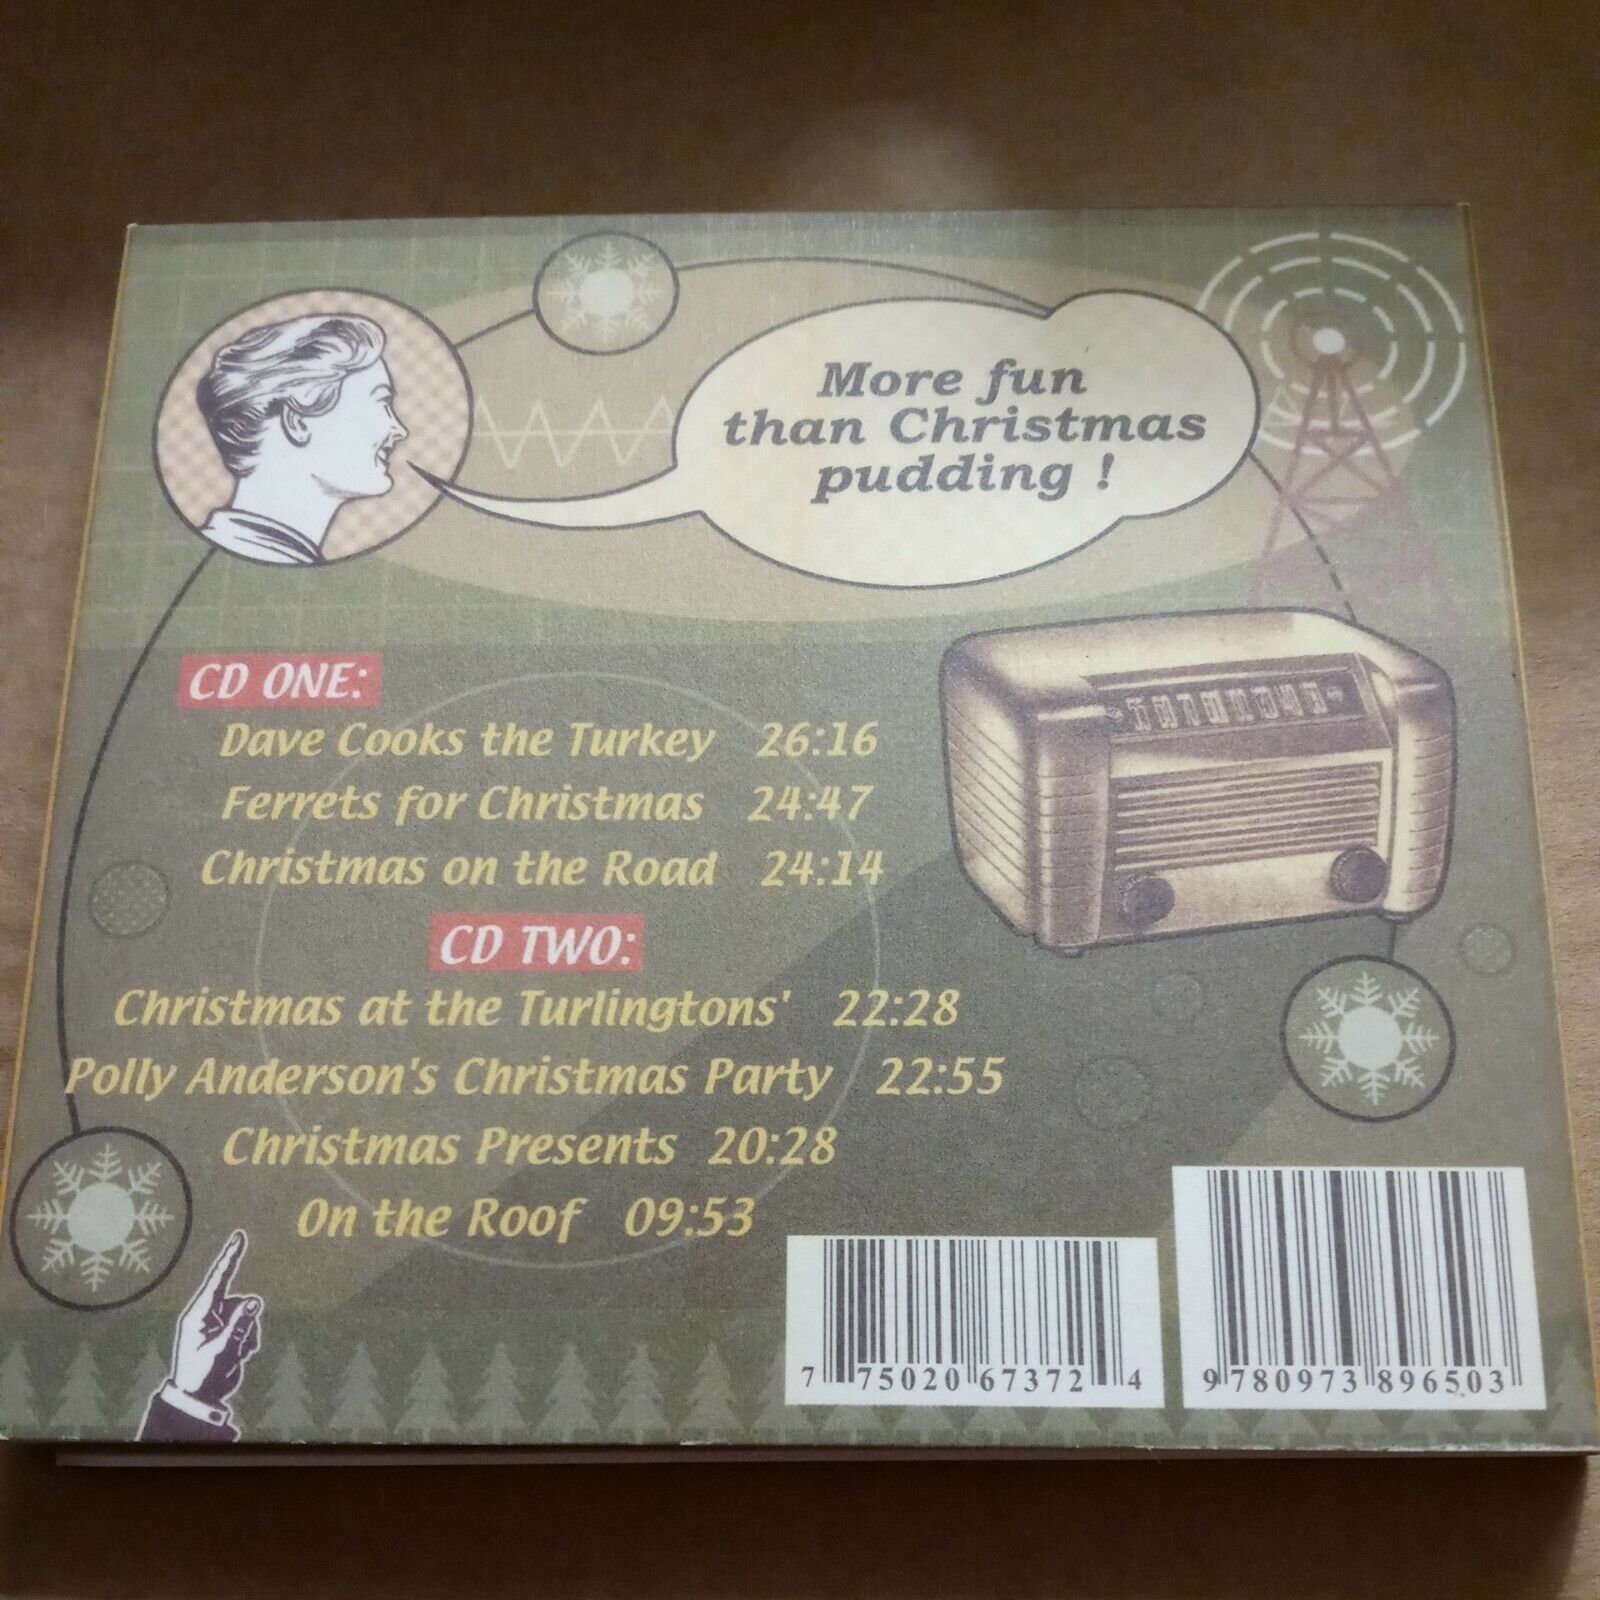 More fun
than Christmas
pudding !
CD ONE:
Dave Cooks the Turkey 26:16
Ferrets for Christmas 24:47
Christmas on the Road 24:14
CD TWO:
Christmas at the Turlingtons' 22:28
Polly Anderson's Christmas Party 22:55
Christmas Presents 20:28
On the Roof 09:53
7 75020 67372 4
9 780973 896503